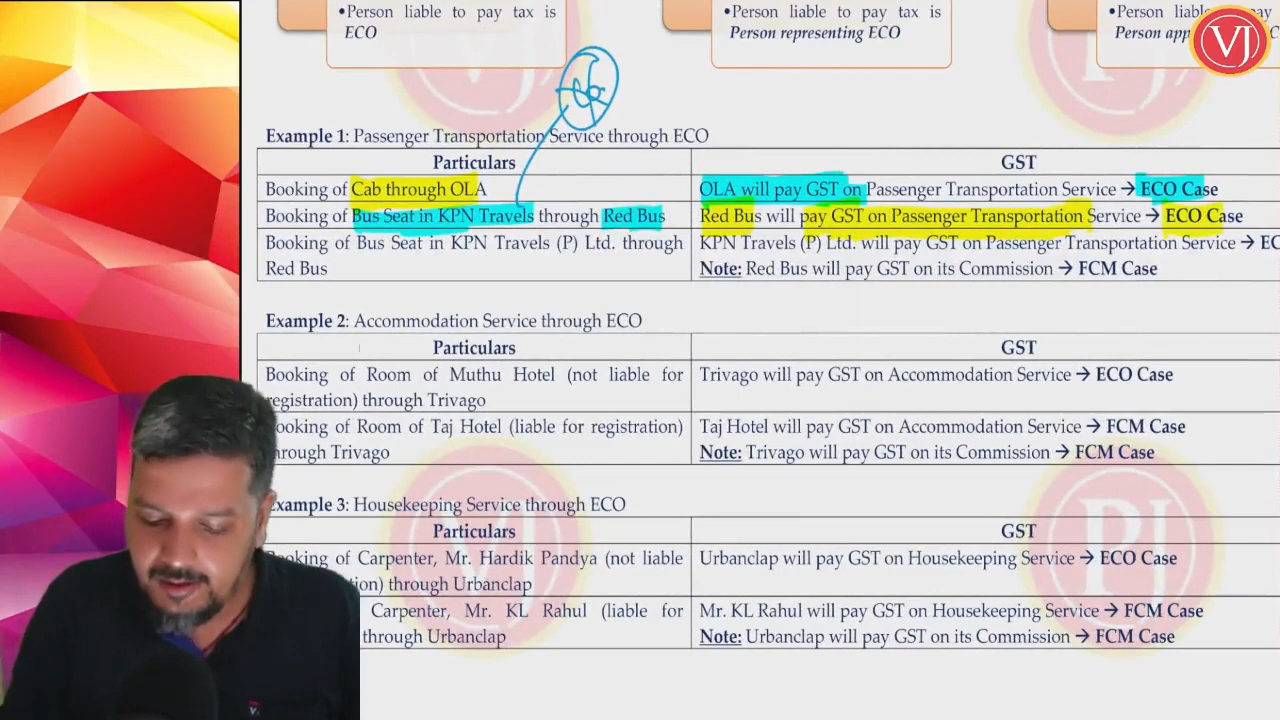 •Person liable to pay tax is
ECO
•Person liable to pay tax is
Person representing ECO
•Person
Person
VJ
Example 1: Passenger Transportation Service through ECO
Particulars
GST
Booking of Cab through OLA
OLA will pay GST on Passenger Transportation Service → ECO Case
Booking of Bus Seat in KPN Travels through Red Bus
Red Bus will pay GST on Passenger Transportation Service → ECO Case
Booking of Bus Seat in KPN Travels (P) Ltd. through
Red Bus
KPN Travels (P) Ltd. will pay GST on Passenger Transportation Service →
Note: Red Bus will pay GST on its Commission → FCM Case
Example 2: Accommodation Service through ECO
Particulars
GST
Booking of Room of Muthu Hotel (not liable for
registration) through Trivago
Trivago will pay GST on Accommodation Service → ECO Case
ooking of Room of Taj Hotel (liable for registration)
hrough Trivago
Taj Hotel will pay GST on Accommodation Service → FCM Case
Note: Trivago will pay GST on its Commission → FCM Case
xample 3: Housekeeping Service through ECO
Particulars
GST
ooking of Carpenter, Mr. Hardik Pandya (not liable
ion) through Urbanclap
Urbanclap will pay GST on Housekeeping Service → ECO Case
Carpenter, Mr. KL Rahul (liable for
through Urbanclap
Mr. KL Rahul will pay GST on Housekeeping Service → FCM Case
Note: Urbanclap will pay GST on its Commission → FCM Case